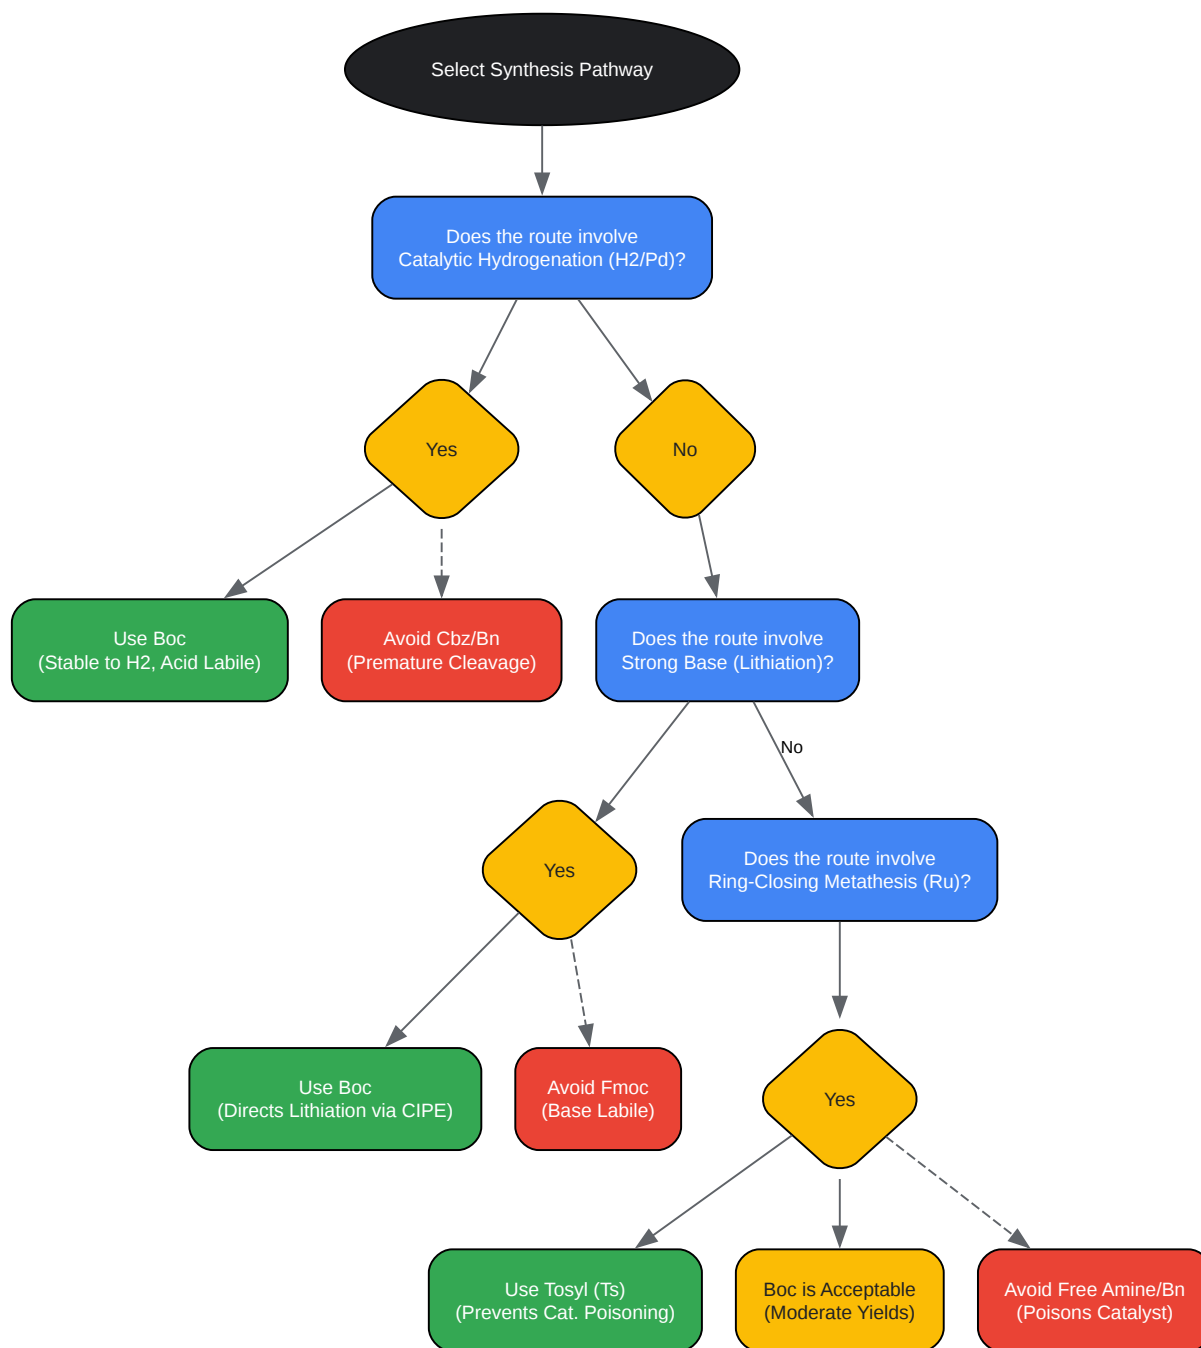 Select Synthesis Pathway
Does the route involve
Catalytic Hydrogenation (H2/Pd)?
Yes
No
Use Boc
(Stable to H2, Acid Labile)
Avoid Cbz/Bn
(Premature Cleavage)
Does the route involve
Strong Base (Lithiation)?
No
Yes
Does the route involve
Ring-Closing Metathesis (Ru)?
Use Boc
(Directs Lithiation via CIPE)
Avoid Fmoc
(Base Labile)
Yes
Use Tosyl (Ts)
(Prevents Cat. Poisoning)
Boc is Acceptable
(Moderate Yields)
Avoid Free Amine/Bn
(Poisons Catalyst)